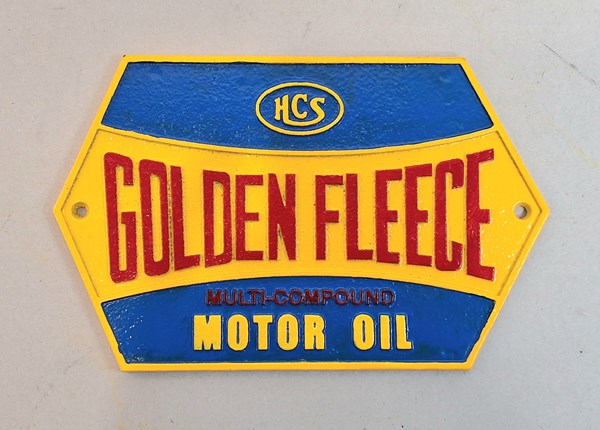 HCS
GOLDEN FLEECE
MULTI-COMPOUND
MOTOR OIL